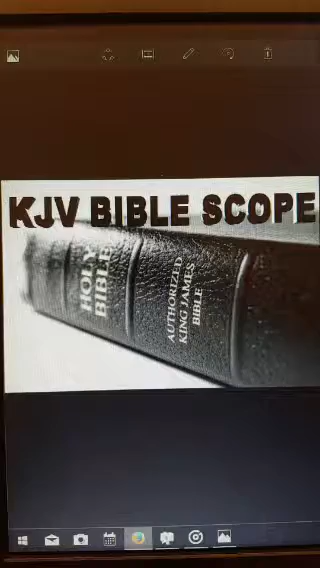 KJV BIBLE SCOPE
HOLY
BIBLE
AUTHORIZED
KING JAMES
BIBLE